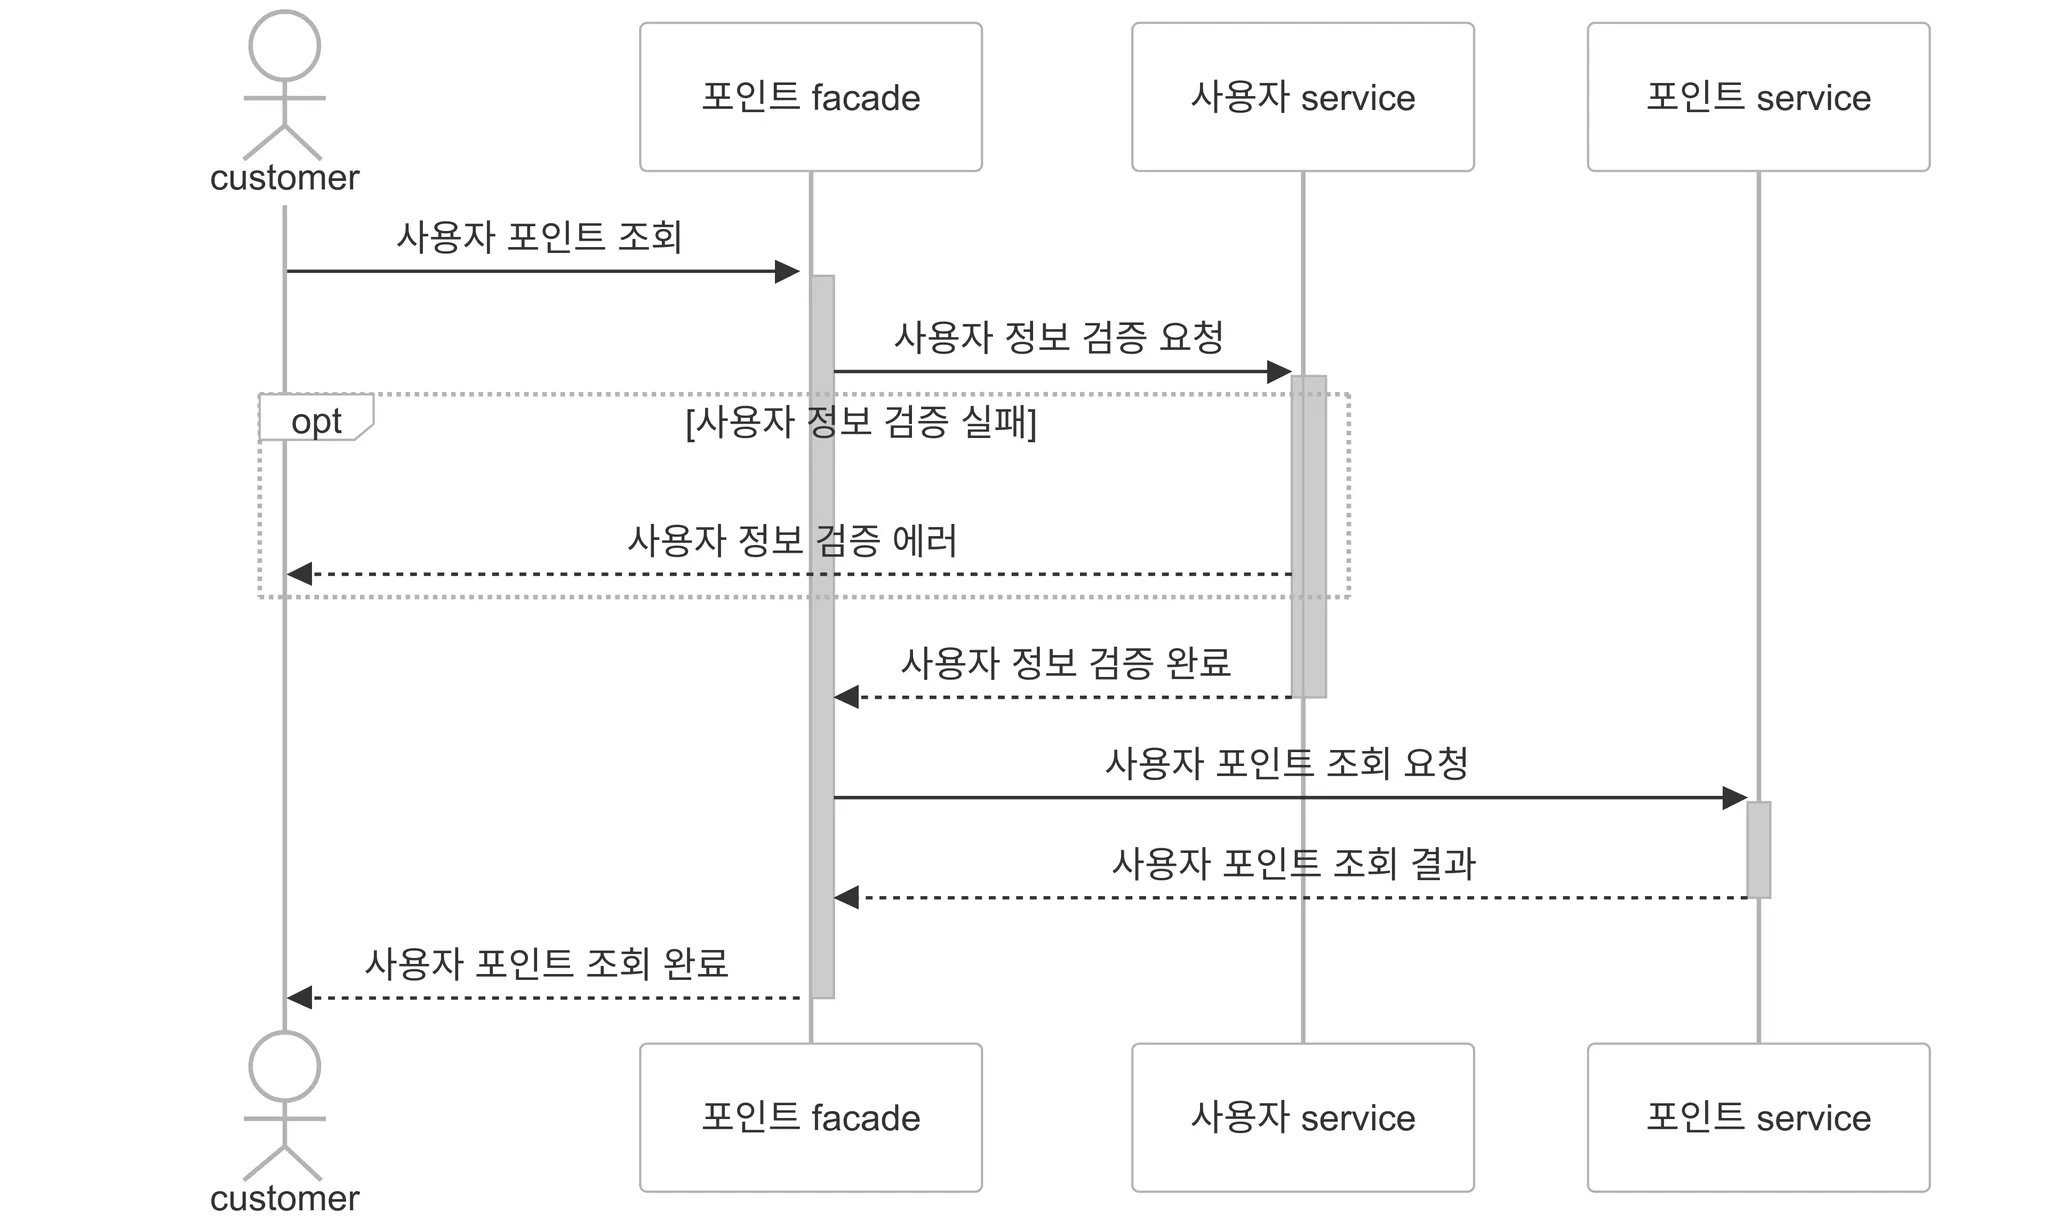 customer
포인트 facade
사용자 service
포인트 service
사용자 포인트 조회
사용자 정보 검증 요청
opt
[사용자 정보 검증 실패]
사용자 정보 검증 에러
사용자 정보 검증 완료
사용자 포인트 조회 요청
사용자 포인트 조회 결과
사용자 포인트 조회 완료
customer
포인트 facade
사용자 service
포인트 service